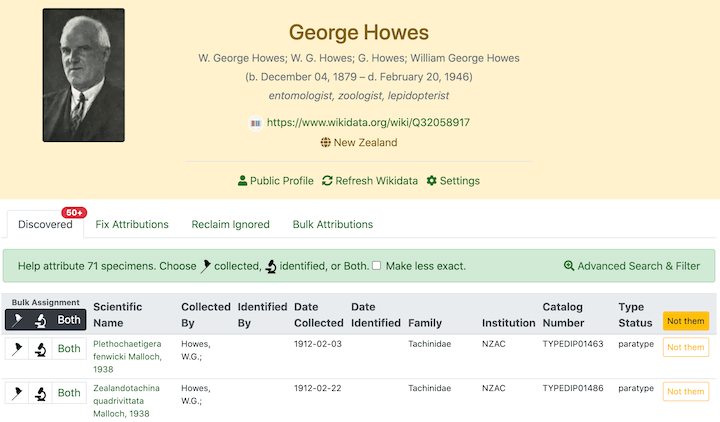 George Howes
W. George Howes; W. G. Howes; G. Howes; William George Howes
(b. December 04, 1879 – d. February 20, 1946)
entomologist, zoologist, lepidopterist
https://www.wikidata.org/wiki/Q32058917
New Zealand
Public Profile Refresh Wikidata Settings
50+
Discovered Fix Attributions Reclaim Ignored Bulk Attributions
Help attribute 71 specimens. Choose collected, identified, or Both. Make less exact. Advanced Search & Filter
Bulk Assignment
Both
Scientific Name
Collected By
Identified By
Date Collected
Date Identified
Family
Institution
Catalog Number
Type Status
Not them
Both
Plethochaetigera
fenwicki Malloch,
1938
Howes,
W.G.;
1912-02-03
Tachinidae
NZAC
TYPEDIP01463
paratype
Not them
Both
Zealandotachina
quadrivittata
Malloch, 1938
Howes,
W.G.;
1912-02-22
Tachinidae
NZAC
TYPEDIP01486
paratype
Not them